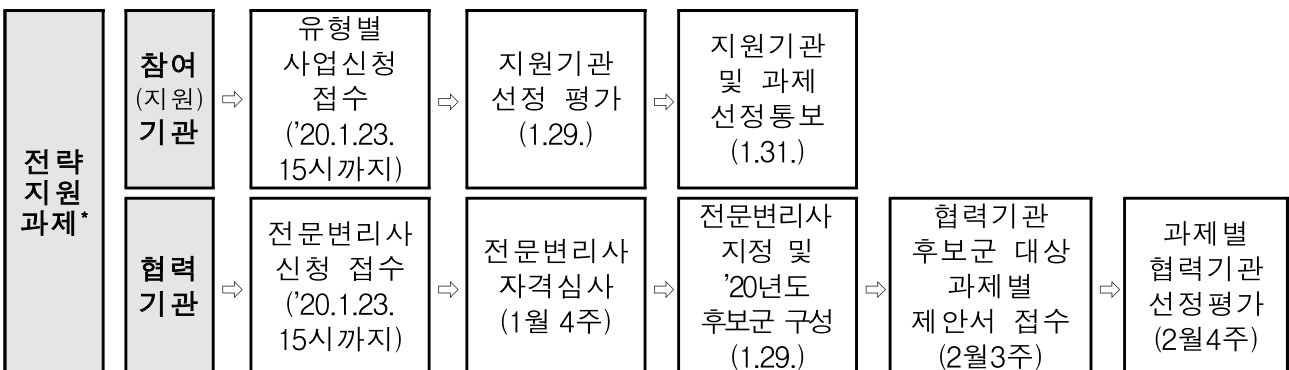 전략
지원
과제*
참여
(지원)
기관
⇨
유형별
사업신청
접수
('20.1.23.
15시까지)
⇨
지원기관
선정 평가
(1.29.)
⇨
지원기관
및 과제
선정통보
(1.31.)
협력
기관
⇨
전문변리사
신청 접수
('20.1.23.
15시까지)
⇨
전문변리사
자격심사
(1월 4주)
⇨
전문변리사
지정 및
'20년도
후보군 구성
(1.29.)
⇨
협력기관
후보군 대상
과제별
제안서 접수
(2월3주)
⇨
과제별
협력기관
선정평가
(2월4주)